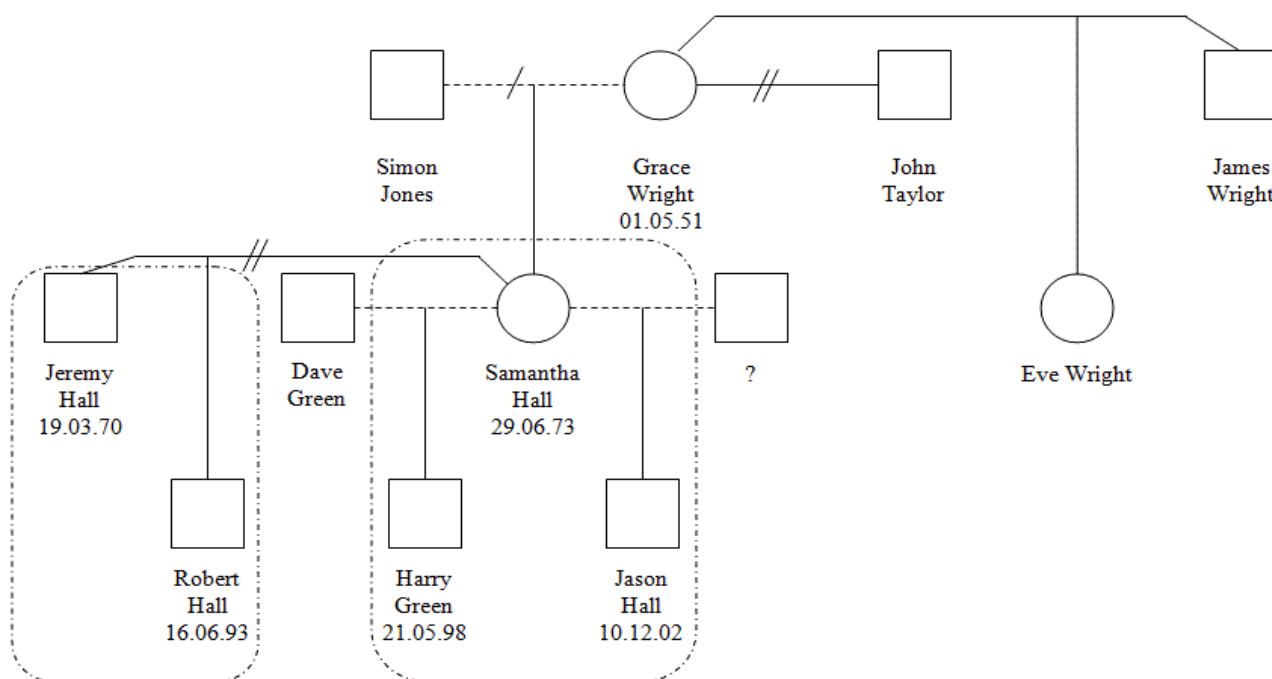 Simon
Jones
Grace
Wright
01.05.51
John
Taylor
James
Wright
Jeremy
Hall
19.03.70
Dave
Green
Samantha
Hall
29.06.73
?
Eve Wright
Robert
Hall
16.06.93
Harry
Green
21.05.98
Jason
Hall
10.12.02